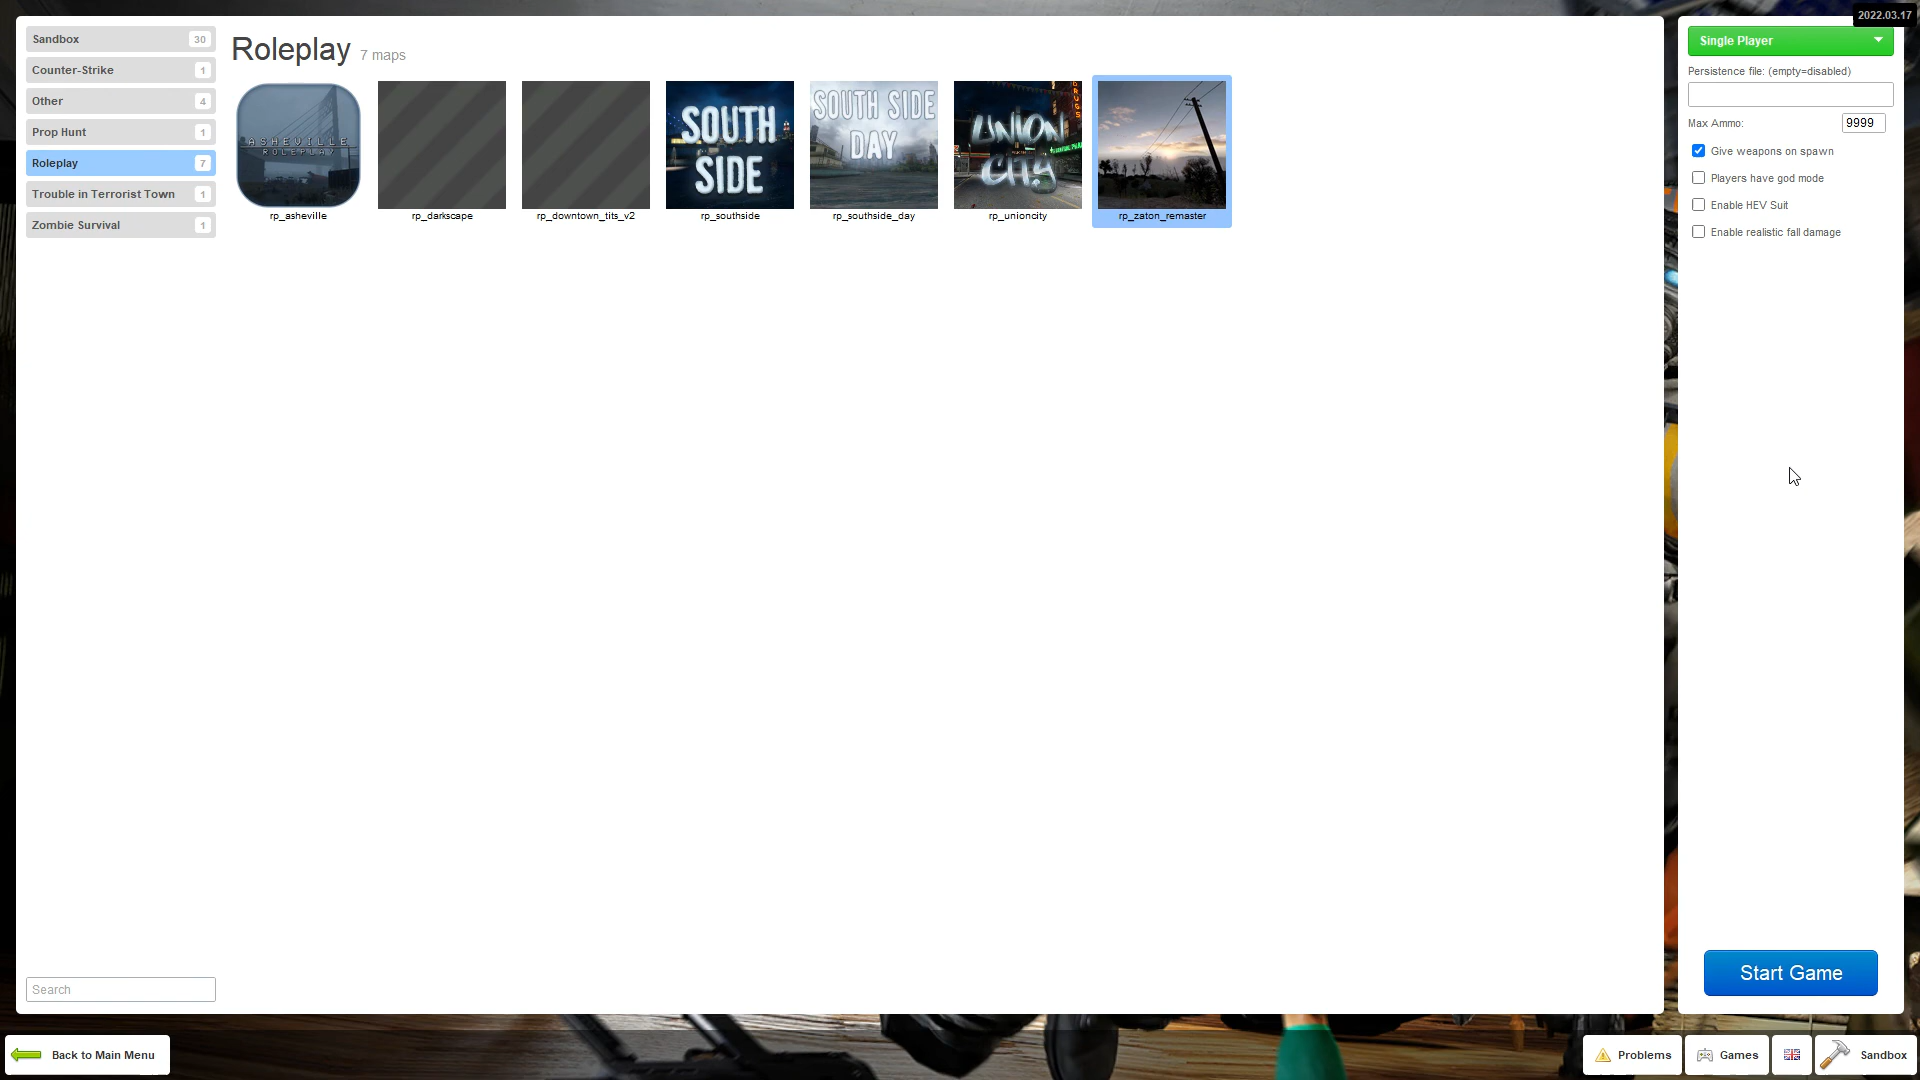 2022.03.17
Sandbox 30
Counter-Strike 1
Other 4
Prop Hunt 1
Roleplay 7
Trouble in Terrorist Town 1
Zombie Survival 1
Search
Roleplay 7 maps
ASHEVILLE
ROLEPLAY
rp_asheville
rp_darkscape
rp_downtown_tits_v2
SOUTH
SIDE
rp_southside
SOUTH SIDE
DAY
rp_southside_day
UNION
CITY
DRUGS
rp_unioncity
rp_zaton_remaster
Single Player
Persistence file: (empty=disabled)
Max Ammo: 9999
Give weapons on spawn
Players have god mode
Enable HEV Suit
Enable realistic fall damage
Start Game
Back to Main Menu
Problems
Games
Sandbox